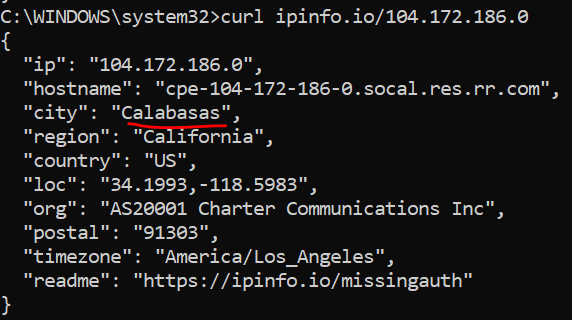 C:\WINDOWS\system32>curl ipinfo.io/104.172.186.0
{
  "ip": "104.172.186.0",
  "hostname": "cpe-104-172-186-0.socal.res.rr.com",
  "city": "Calabasas",
  "region": "California",
  "country": "US",
  "loc": "34.1993,-118.5983",
  "org": "AS20001 Charter Communications Inc",
  "postal": "91303",
  "timezone": "America/Los_Angeles",
  "readme": "https://ipinfo.io/missingauth"
}